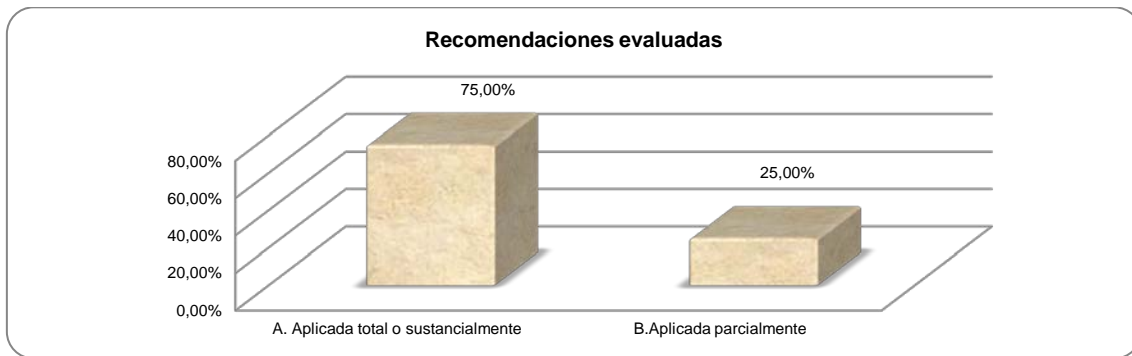 Recomendaciones evaluadas
75,00%
25,00%
80,00%
60,00%
40,00%
20,00%
0,00%
A. Aplicada total o sustancialmente
B.Aplicada parcialmente